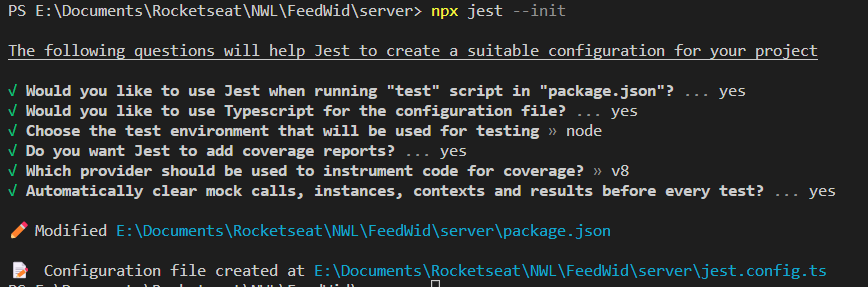 PS E:\Documents\Rocketseat\NWL\FeedWid\server> npx jest --init
The following questions will help Jest to create a suitable configuration for your project
√ Would you like to use Jest when running "test" script in "package.json"? ... yes
√ Would you like to use Typescript for the configuration file? ... yes
√ Choose the test environment that will be used for testing » node
√ Do you want Jest to add coverage reports? ... yes
√ Which provider should be used to instrument code for coverage? » v8
√ Automatically clear mock calls, instances, contexts and results before every test? ... yes
Modified E:\Documents\Rocketseat\NWL\FeedWid\server\package.json
Configuration file created at E:\Documents\Rocketseat\NWL\FeedWid\server\jest.config.ts
PS E:\Documents\Rocketseat\NWL\FeedWid\